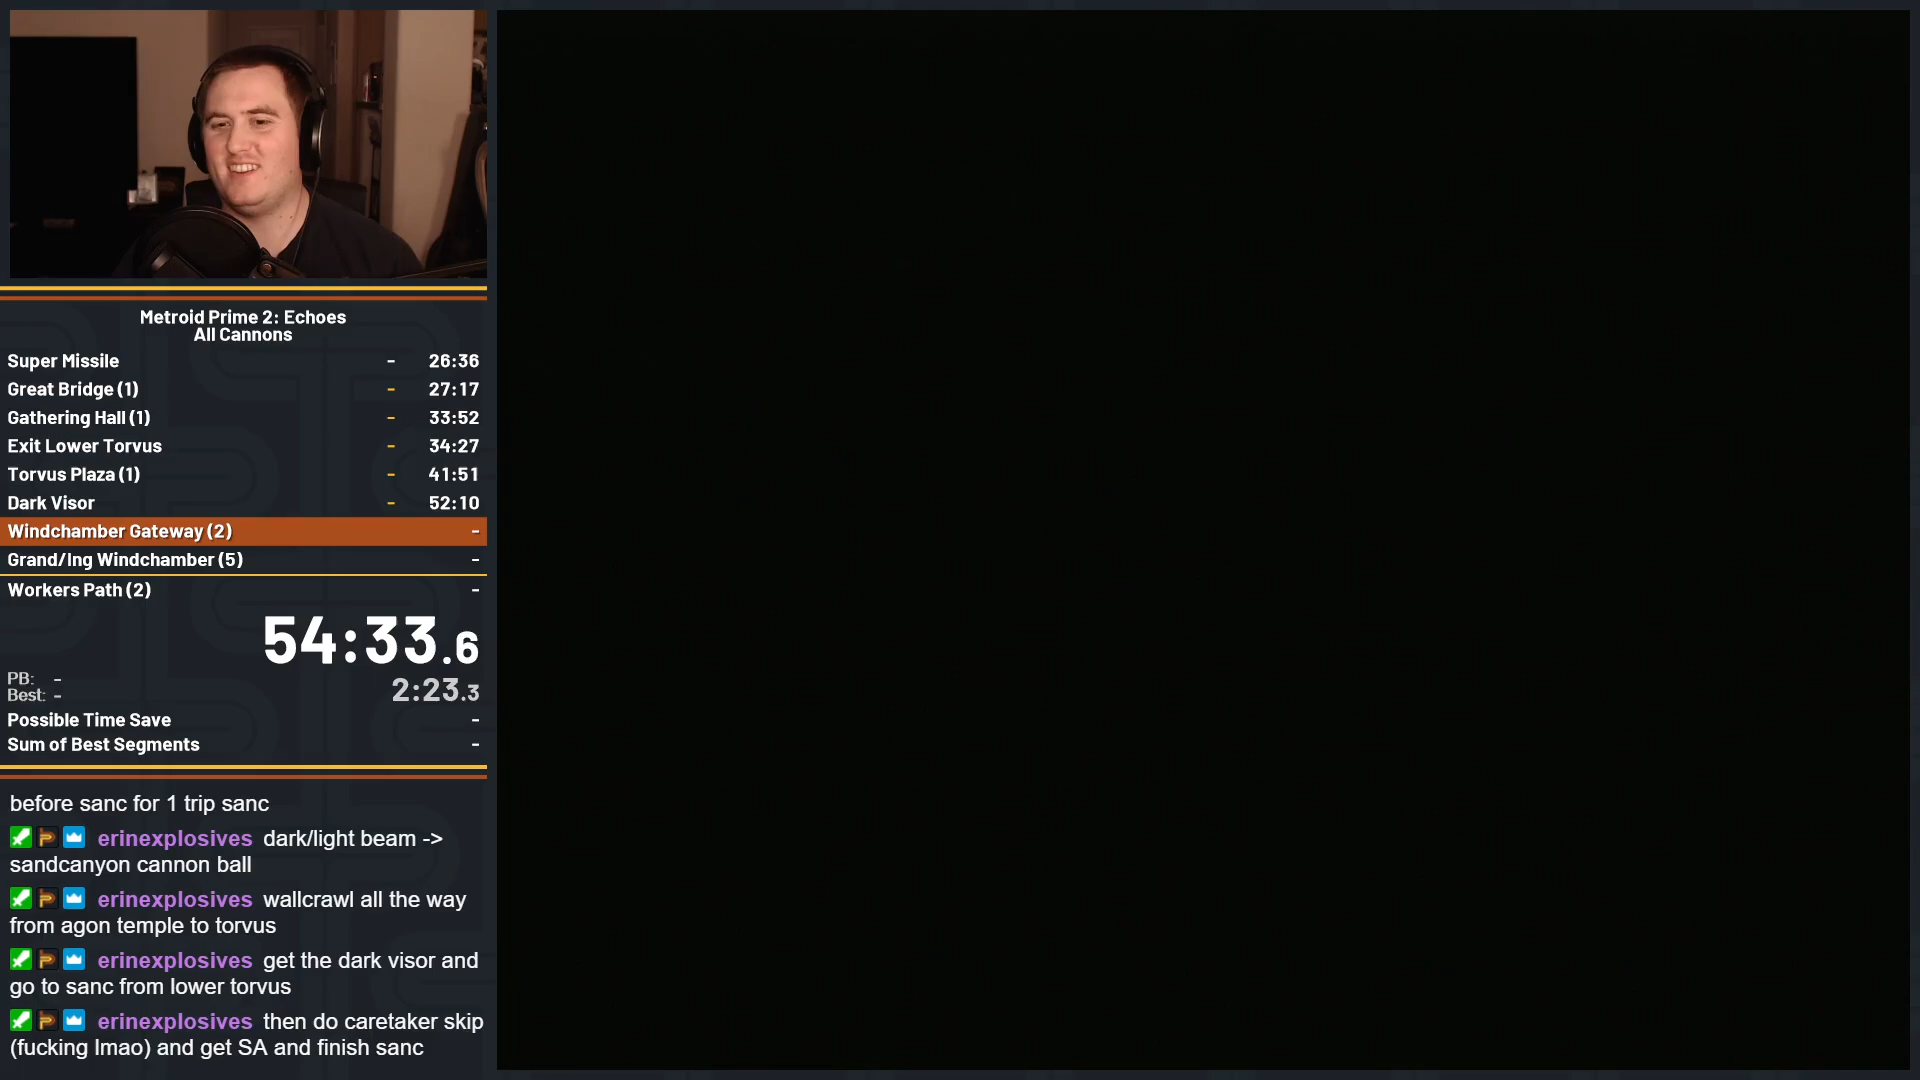 Metroid Prime 2: Echoes
All Cannons
Super Missile - 26:36
Great Bridge (1) - 27:17
Gathering Hall (1) - 33:52
Exit Lower Torvus - 34:27
Torvus Plaza (1) - 41:51
Dark Visor - 52:10
Windchamber Gateway (2) -
Grand/Ing Windchamber (5) -
Workers Path (2) -
54:33.6
PB: -
Best: - 2:23.3
Possible Time Save -
Sum of Best Segments -
before sanc for 1 trip sanc
erinexplosives dark/light beam ->
sandcanyon cannon ball
erinexplosives wallcrawl all the way
from agon temple to torvus
erinexplosives get the dark visor and
go to sanc from lower torvus
erinexplosives then do caretaker skip
(fucking lmao) and get SA and finish sanc